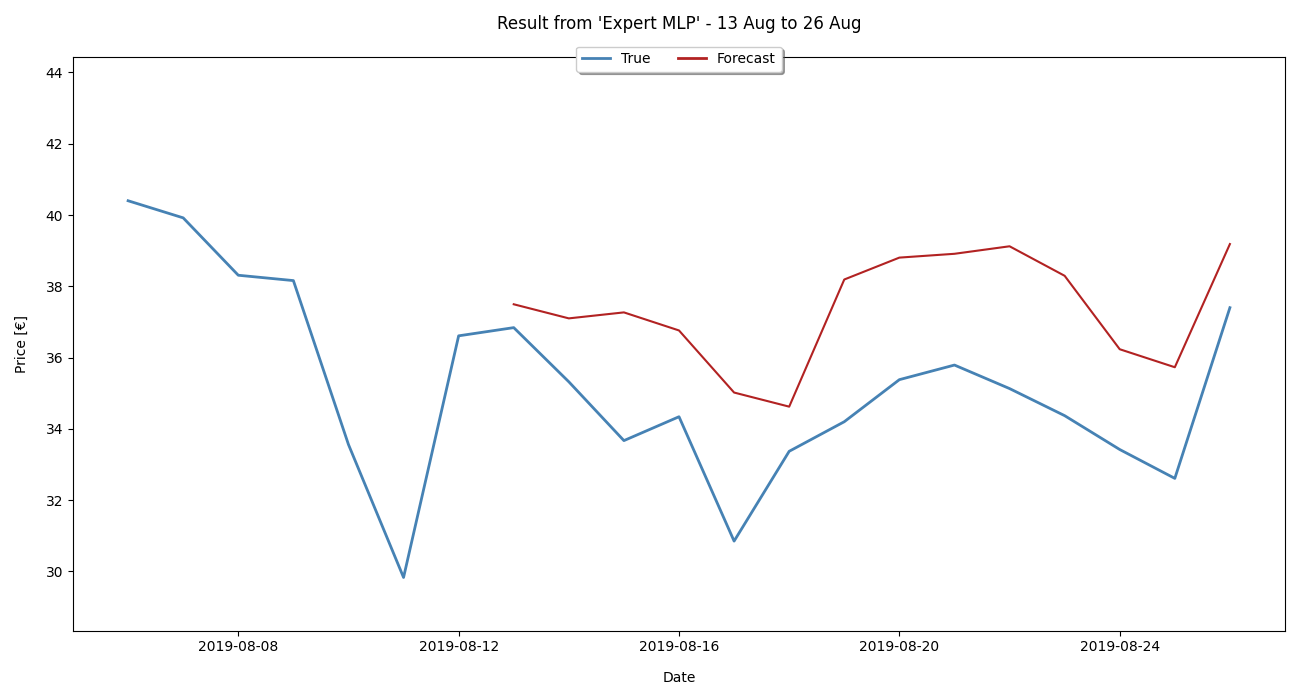 Result from 'Expert MLP' - 13 Aug to 26 Aug
True Forecast
44
42
40
38
36
34
32
30
Price [€]
2019-08-08 2019-08-12 2019-08-16 2019-08-20 2019-08-24
Date